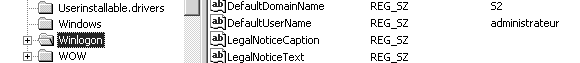 Userinstallable.drivers
Windows
Winlogon
WOW
DefaultDomainName REG_SZ S2
DefaultUserName REG_SZ administrateur
LegalNoticeCaption REG_SZ
LegalNoticeText REG_SZ